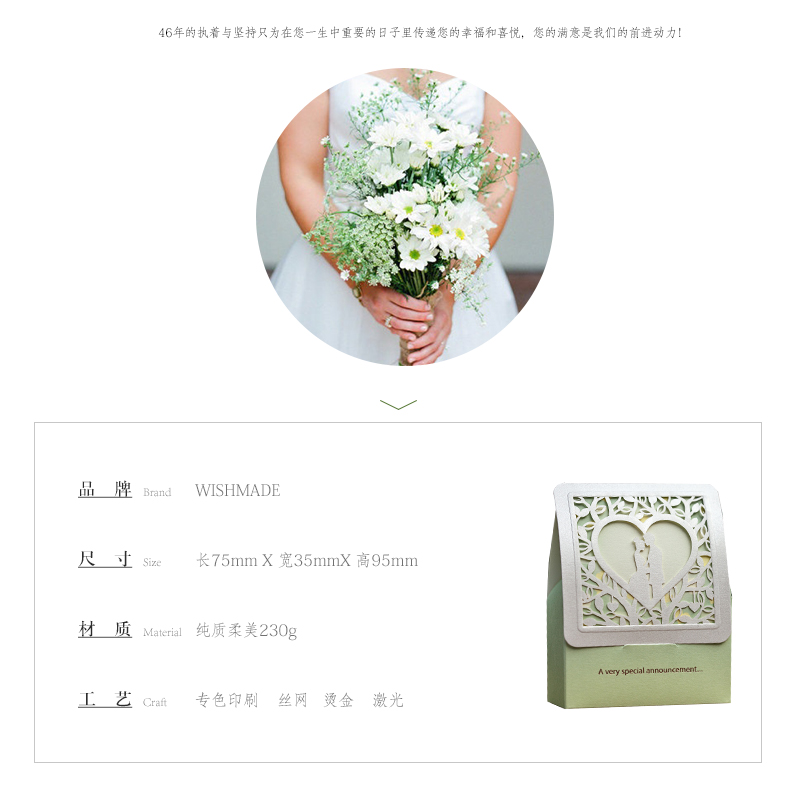 46年的执着与坚持只为在您一生中重要的日子里传递您的幸福和喜悦，您的满意是我们的前进动力！
品 牌 Brand WISHMADE
尺 寸 Size 长75mm X 宽35mmX 高95mm
材 质 Material 纯质柔美230g
工 艺 Craft 专色印刷 丝网 烫金 激光
A very special announcement...